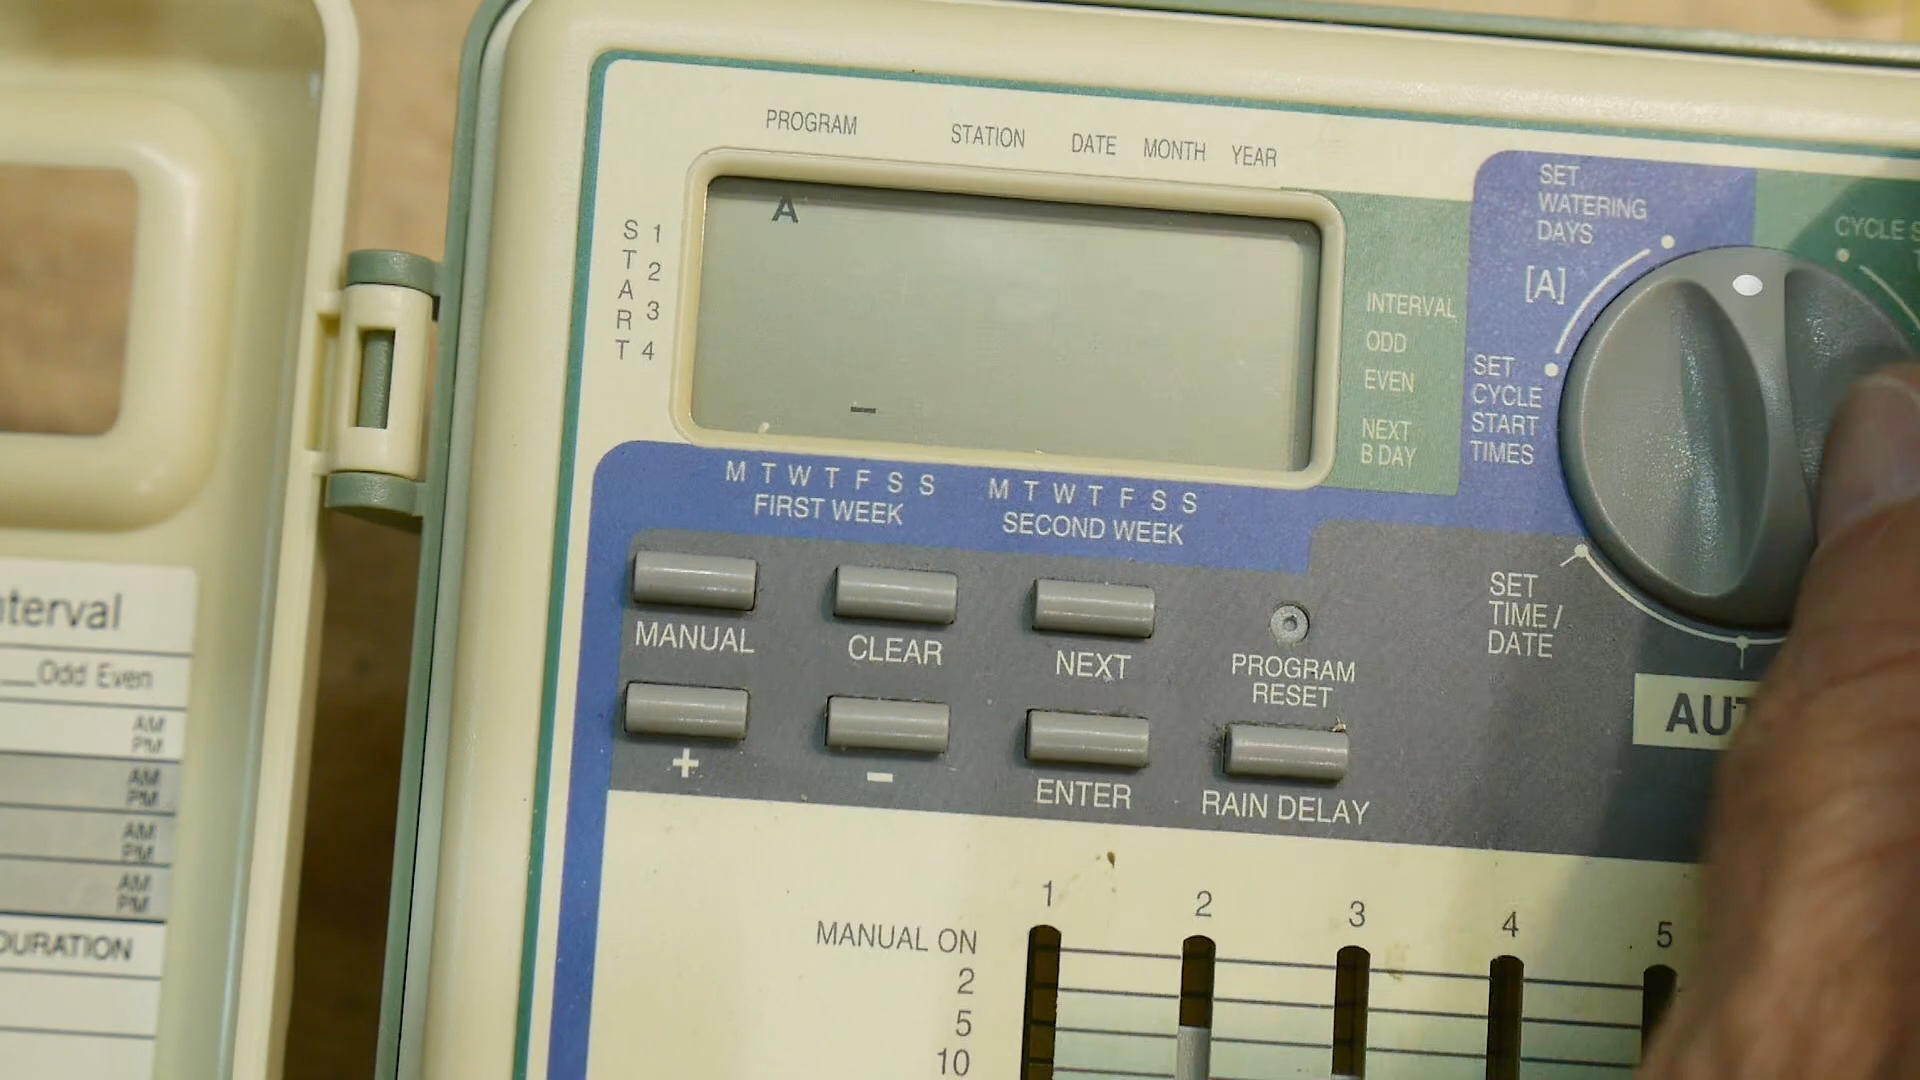 PROGRAM STATION DATE MONTH YEAR
A
START
1
2
3
4
INTERVAL
ODD
EVEN
NEXT
B DAY
M T W T F S S
FIRST WEEK
M T W T F S S
SECOND WEEK
SET
WATERING
DAYS
[A]
SET
CYCLE
START
TIMES
SET
TIME /
DATE
CYCLE
MANUAL
CLEAR
NEXT
PROGRAM
RESET
+
-
ENTER
RAIN DELAY
1 2 3 4 5
MANUAL ON
2
5
10
Odd Even
AM
PM
AM
PM
AM
PM
AM
PM
DURATION